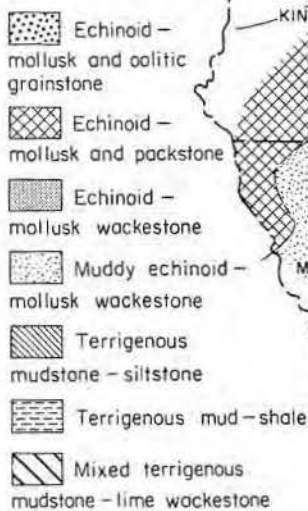 KIN
Echinoid –
mollusk and oolitic
grainstone
Echinoid –
mollusk and packstone
Echinoid –
mollusk wackestone
Muddy echinoid –
mollusk wackestone
M
Terrigenous
mudstone – siltstone
Terrigenous mud – shale
Mixed terrigenous
mudstone – lime wackestone